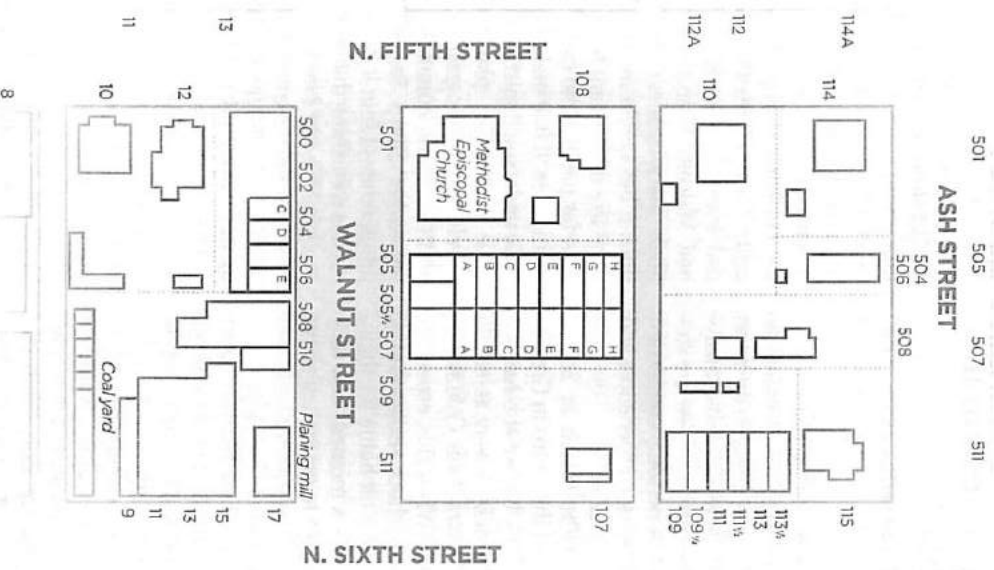 11
13
112A
112
114A
N. FIFTH STREET
8
10
12
108
110
114
500
502
504
506
508
510
C
D
E
Coal yard
Planing mill
9
11
13
15
17
WALNUT STREET
501
505
505½
507
509
511
Methodist
Episcopal
Church
A
B
C
D
E
F
G
H
A
B
C
D
E
F
G
H
107
109
109½
111
111½
113
113½
115
504
506
508
ASH STREET
501
505
507
511
N. SIXTH STREET